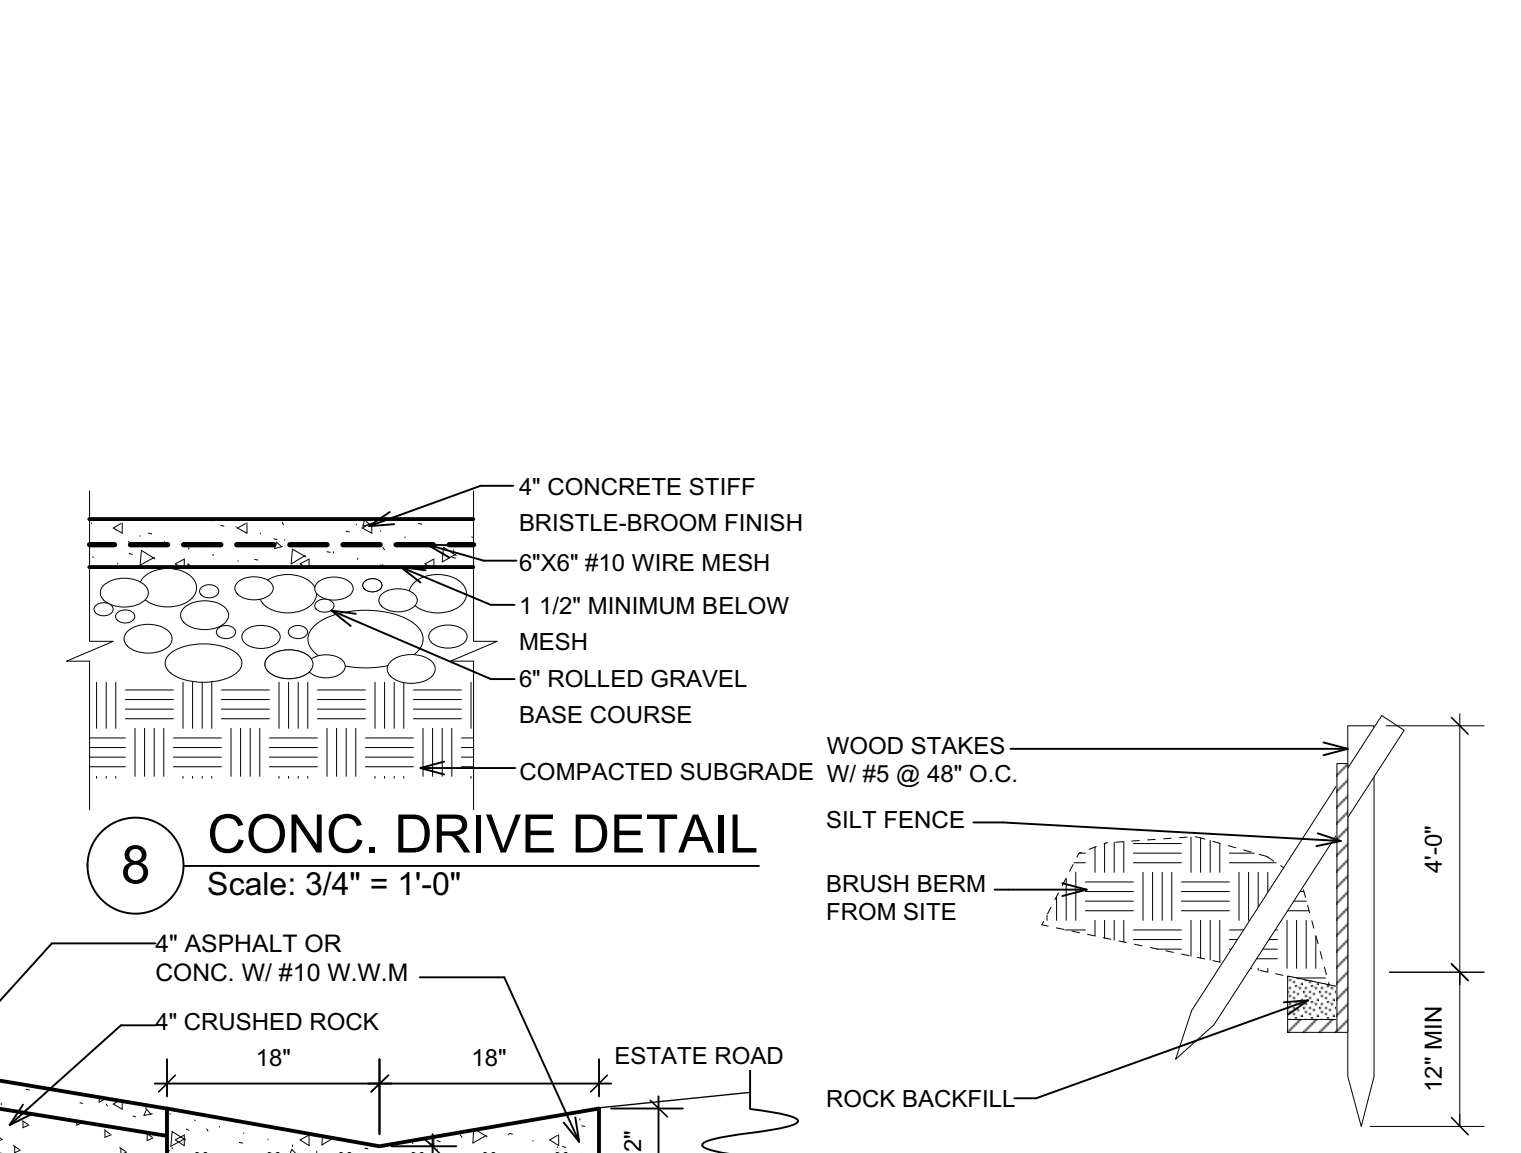 4" CONCRETE STIFF
BRISTLE-BROOM FINISH
6"X6" #10 WIRE MESH
1 1/2" MINIMUM BELOW
MESH
6" ROLLED GRAVEL
BASE COURSE
COMPACTED SUBGRADE
8
CONC. DRIVE DETAIL
Scale: 3/4" = 1'-0"
WOOD STAKES
W/ #5 @ 48" O.C.
SILT FENCE
BRUSH BERM
FROM SITE
ROCK BACKFILL
4'-0"
12" MIN
4" ASPHALT OR
CONC. W/ #10 W.W.M
4" CRUSHED ROCK
18"
18"
ESTATE ROAD
2"